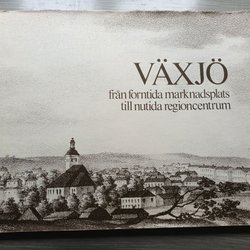 VÄXJÖ
från forntida marknadsplats
till nutida regioncentrum